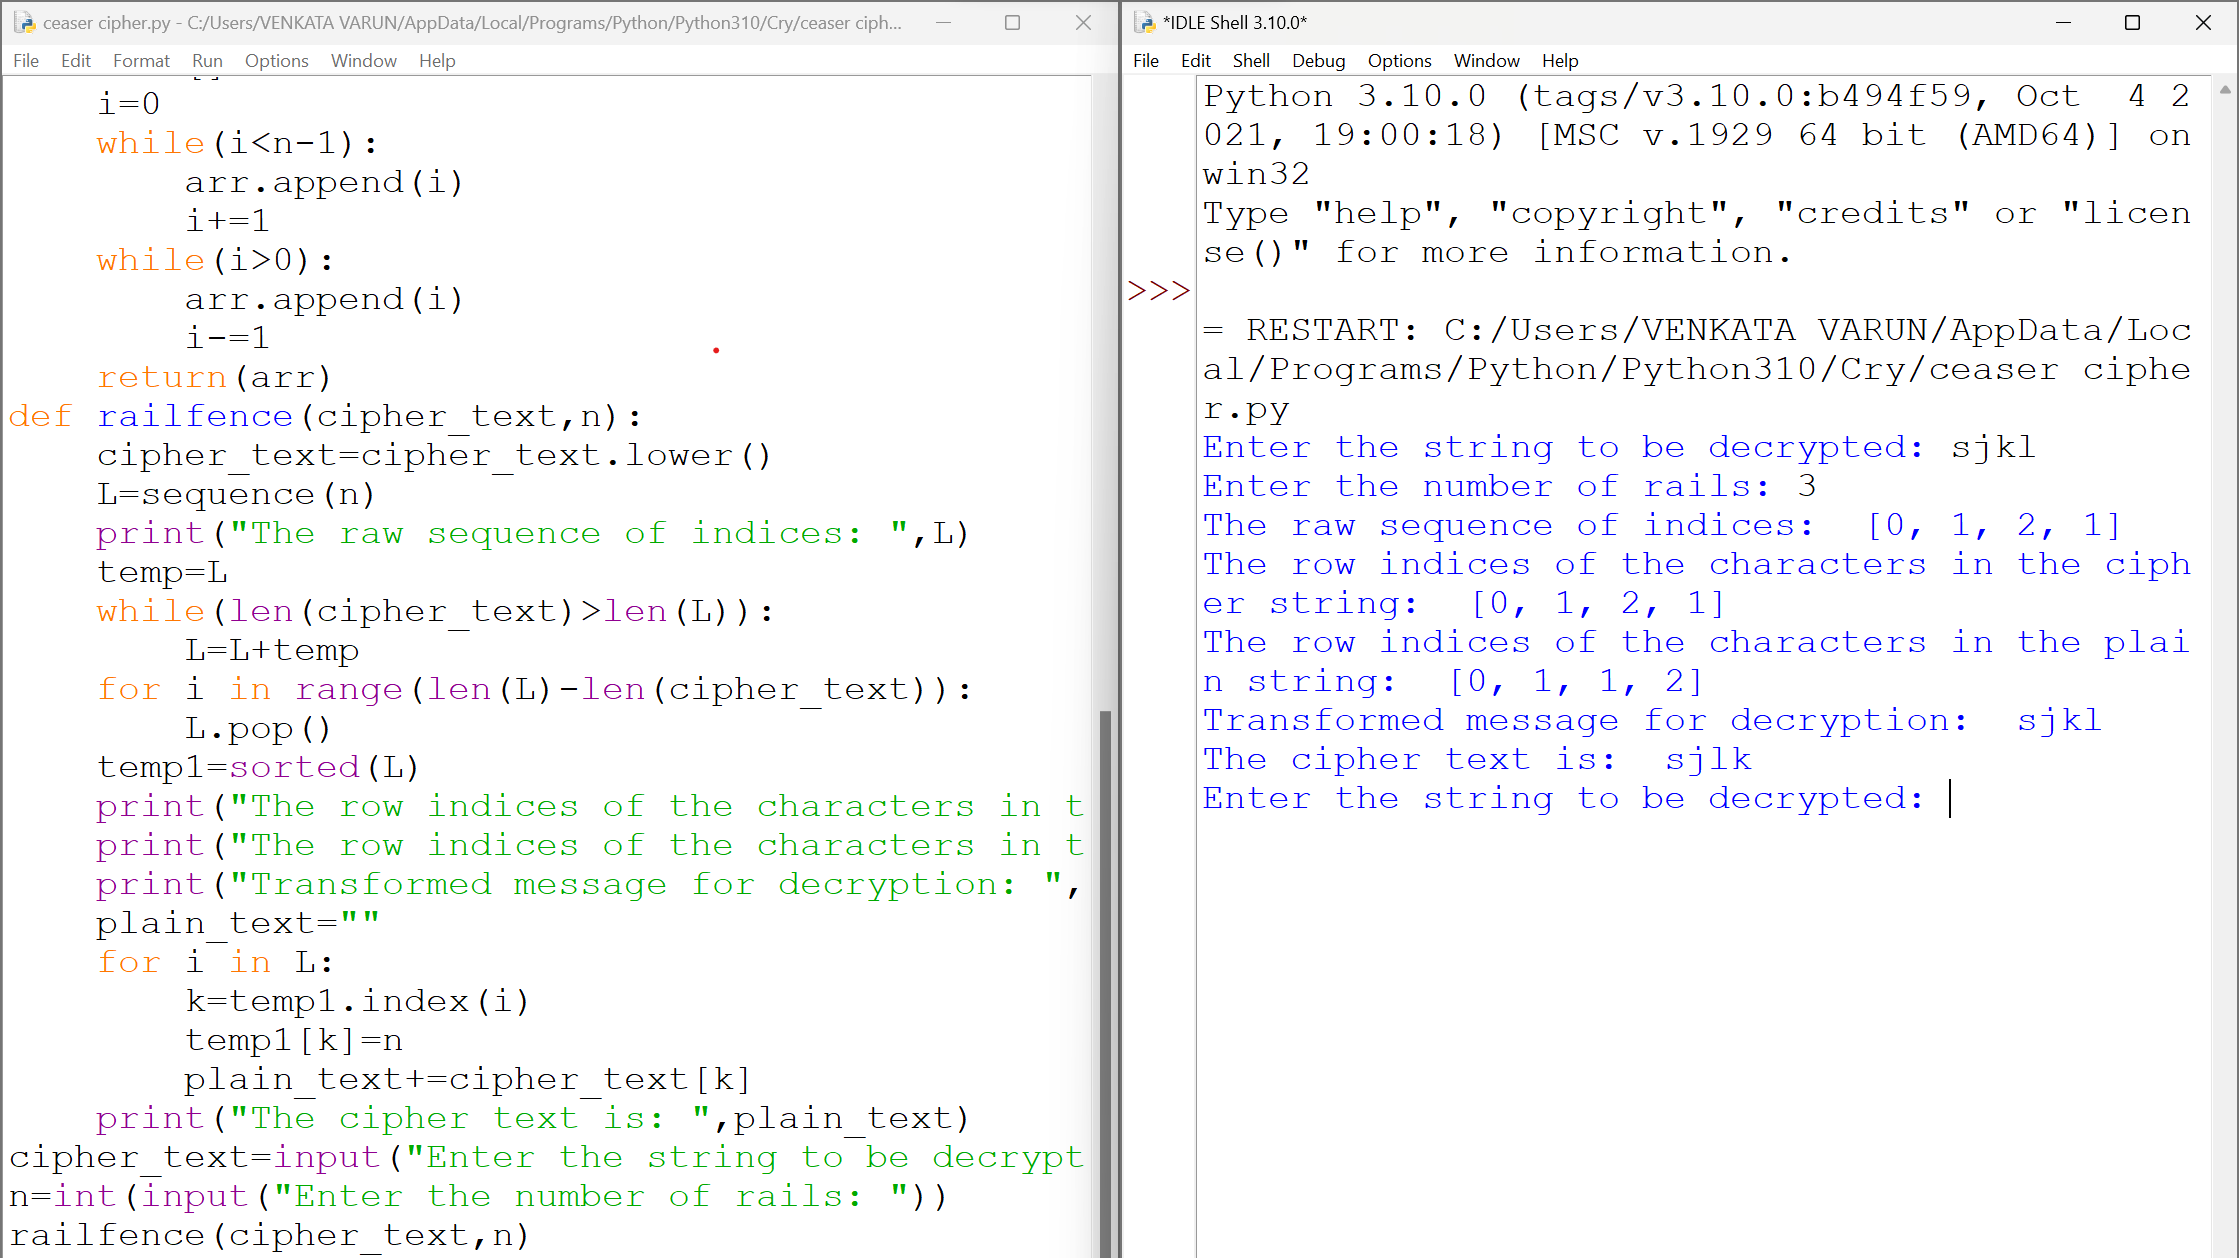 ceaser cipher.py - C:/Users/VENKATA VARUN/AppData/Local/Programs/Python/Python310/Cry/ceaser ciph...
File Edit Format Run Options Window Help
    i=0
    while(i<n-1):
        arr.append(i)
        i+=1
    while(i>0):
        arr.append(i)
        i-=1
    return(arr)
def railfence(cipher_text,n):
    cipher_text=cipher_text.lower()
    L=sequence(n)
    print("The raw sequence of indices: ",L)
    temp=L
    while(len(cipher_text)>len(L)):
        L=L+temp
    for i in range(len(L)-len(cipher_text)):
        L.pop()
    temp1=sorted(L)
    print("The row indices of the characters in t
    print("The row indices of the characters in t
    print("Transformed message for decryption: ",
    plain_text=""
    for i in L:
        k=temp1.index(i)
        temp1[k]=n
        plain_text+=cipher_text[k]
    print("The cipher text is: ",plain_text)
cipher_text=input("Enter the string to be decrypt
n=int(input("Enter the number of rails: "))
railfence(cipher_text,n)
*IDLE Shell 3.10.0*
File Edit Shell Debug Options Window Help
Python 3.10.0 (tags/v3.10.0:b494f59, Oct  4 2
021, 19:00:18) [MSC v.1929 64 bit (AMD64)] on
win32
Type "help", "copyright", "credits" or "licen
se()" for more information.
>>>
= RESTART: C:/Users/VENKATA VARUN/AppData/Loc
al/Programs/Python/Python310/Cry/ceaser ciphe
r.py
Enter the string to be decrypted: sjkl
Enter the number of rails: 3
The raw sequence of indices:  [0, 1, 2, 1]
The row indices of the characters in the ciph
er string:  [0, 1, 2, 1]
The row indices of the characters in the plai
n string:  [0, 1, 1, 2]
Transformed message for decryption:  sjkl
The cipher text is:  sjlk
Enter the string to be decrypted: